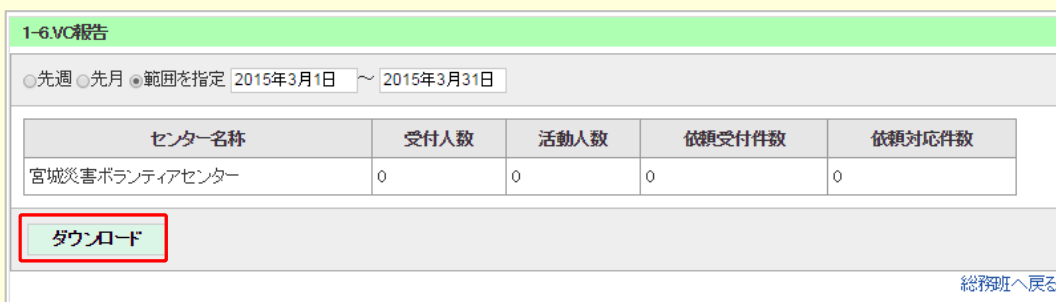 1-6.VC報告
先週 先月 範囲を指定 2015年3月1日 ～ 2015年3月31日
センター名称 受付人数 活動人数 依頼受付件数 依頼対応件数
宮城災害ボランティアセンター 0 0 0 0
ダウンロード
総務班へ戻る